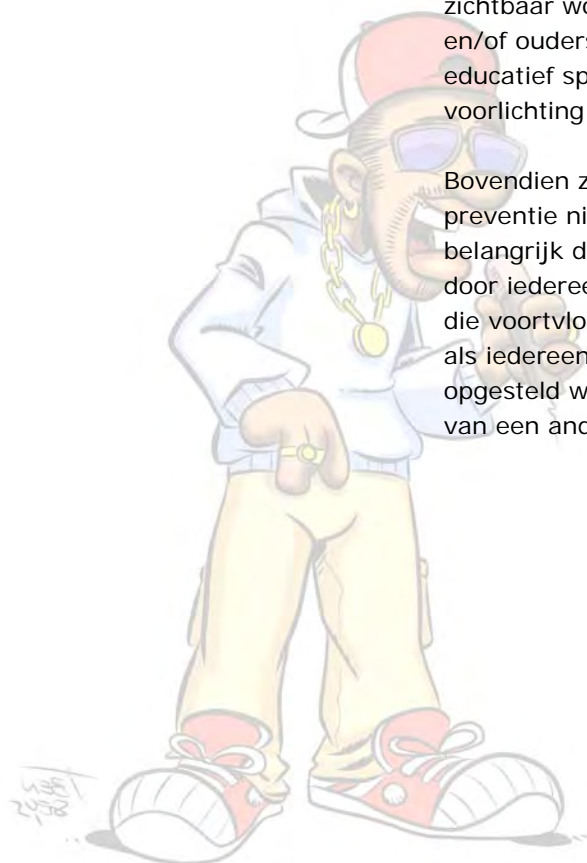 zichtbaar wo
en/of ouders
educatief sp
voorlichting
Bovendien z
preventie ni
belangrijk d
door iederee
die voortvlo
als iedereen
opgesteld w
van een and